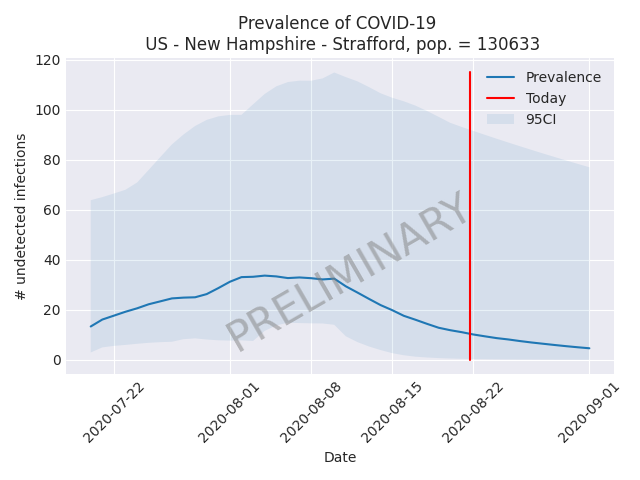 Prevalence of COVID-19
US - New Hampshire - Strafford, pop. = 130633
# undetected infections
120
100
80
60
40
20
0
Prevalence
Today
95CI
PRELIMINARY
2020-07-22
2020-08-01
2020-08-08
2020-08-15
2020-08-22
2020-09-01
Date